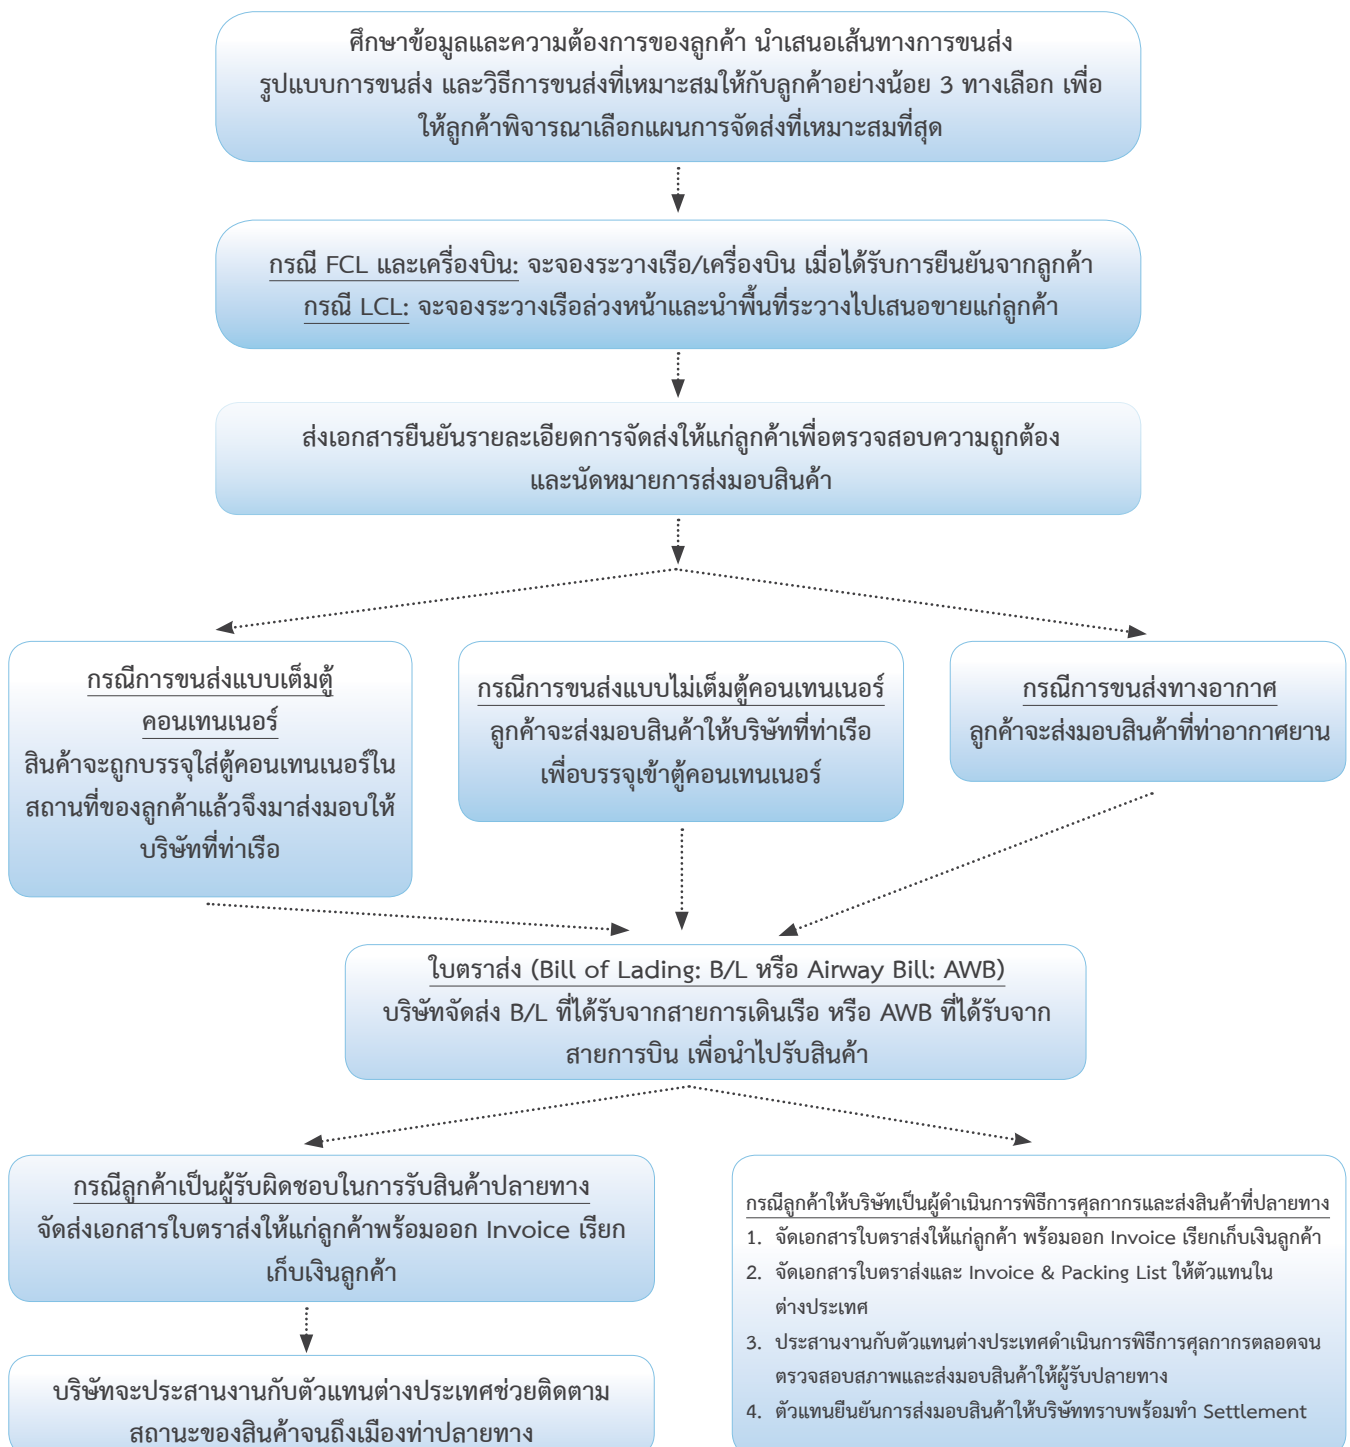 ศึกษาข้อมูลและความต้องการของลูกค้า นำเสนอเส้นทางการขนส่ง
รูปแบบการขนส่ง และวิธีการขนส่งที่เหมาะสมให้กับลูกค้าอย่างน้อย 3 ทางเลือก เพื่อ
ให้ลูกค้าพิจารณาเลือกแผนการจัดส่งที่เหมาะสมที่สุด
กรณี FCL และเครื่องบิน: จะจองระวางเรือ/เครื่องบิน เมื่อได้รับการยืนยันจากลูกค้า
กรณี LCL: จะจองระวางเรือล่วงหน้าและนำพื้นที่ระวางไปเสนอขายแก่ลูกค้า
ส่งเอกสารยืนยันรายละเอียดการจัดส่งให้แก่ลูกค้าเพื่อตรวจสอบความถูกต้อง
และนัดหมายการส่งมอบสินค้า
กรณีการขนส่งแบบเต็มตู้
คอนเทนเนอร์
สินค้าจะถูกบรรจุใส่ตู้คอนเทนเนอร์ใน
สถานที่ของลูกค้าแล้วจึงมาส่งมอบให้
บริษัทที่ท่าเรือ
กรณีการขนส่งแบบไม่เต็มตู้คอนเทนเนอร์
ลูกค้าจะส่งมอบสินค้าให้บริษัทที่ท่าเรือ
เพื่อบรรจุเข้าตู้คอนเทนเนอร์
กรณีการขนส่งทางอากาศ
ลูกค้าจะส่งมอบสินค้าที่ท่าอากาศยาน
ใบตราส่ง (Bill of Lading: B/L หรือ Airway Bill: AWB)
บริษัทจัดส่ง B/L ที่ได้รับจากสายการเดินเรือ หรือ AWB ที่ได้รับจาก
สายการบิน เพื่อนำไปรับสินค้า
กรณีลูกค้าเป็นผู้รับผิดชอบในการรับสินค้าปลายทาง
จัดส่งเอกสารใบตราส่งให้แก่ลูกค้าพร้อมออก Invoice เรียก
เก็บเงินลูกค้า
บริษัทจะประสานงานกับตัวแทนต่างประเทศช่วยติดตาม
สถานะของสินค้าจนถึงเมืองท่าปลายทาง
กรณีลูกค้าให้บริษัทเป็นผู้ดำเนินการพิธีการศุลกากรและส่งสินค้าที่ปลายทาง
1. จัดเอกสารใบตราส่งให้แก่ลูกค้า พร้อมออก Invoice เรียกเก็บเงินลูกค้า
2. จัดเอกสารใบตราส่งและ Invoice & Packing List ให้ตัวแทนใน
ต่างประเทศ
3. ประสานงานกับตัวแทนต่างประเทศดำเนินการพิธีการศุลกากรตลอดจน
ตรวจสอบสภาพและส่งมอบสินค้าให้ผู้รับปลายทาง
4. ตัวแทนยืนยันการส่งมอบสินค้าให้บริษัททราบพร้อมทำ Settlement